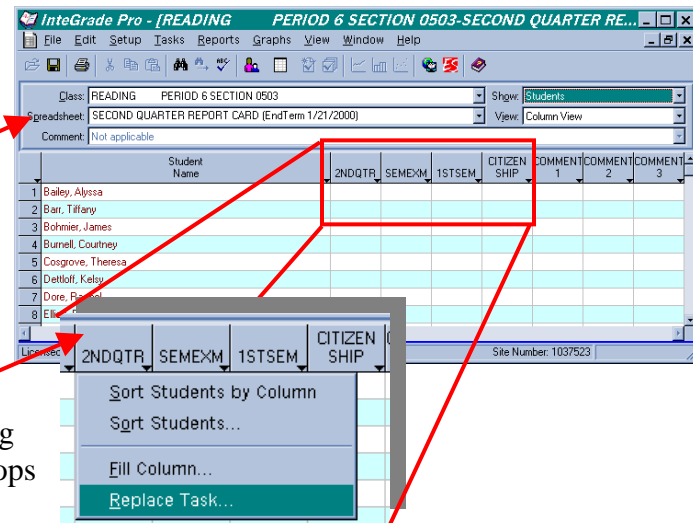 InteGrade Pro - [READING PERIOD 6 SECTION 0503-SECOND QUARTER RE...
File Edit Setup Tasks Reports Graphs View Window Help
Class: READING PERIOD 6 SECTION 0503 Show: Students
Spreadsheet: SECOND QUARTER REPORT CARD (EndTerm 1/21/2000) View: Column View
Comment: Not applicable
Student Name 2NDQTR SEMEXM 1STSEM CITIZEN SHIP COMMENT 1 COMMENT 2 COMMENT 3
1 Bailey, Alyssa
2 Barr, Tiffany
3 Bohmier, James
4 Burnell, Courtney
5 Cosgrove, Theresa
6 Dettloff, Kelsy
7 Dore,
8
Site Number: 1037523
2NDQTR SEMEXM 1STSEM CITIZEN SHIP
Sort Students by Column
Sort Students...
Fill Column...
Replace Task...
g
ops